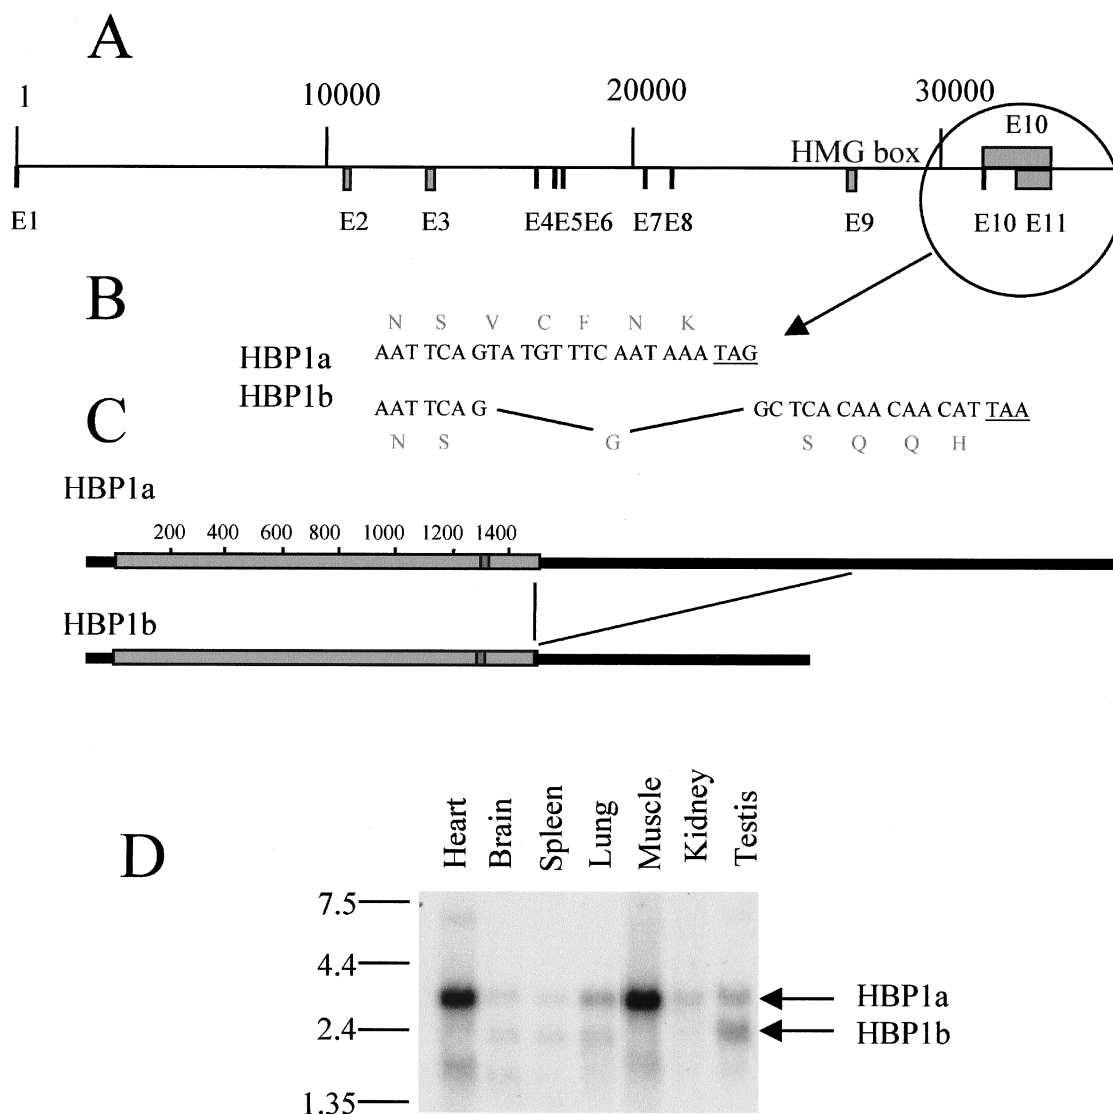 A
1 10000 20000 30000
E10
HMG box
E1 E2 E3 E4E5E6 E7E8 E9 E10 E11
B
N S V C F N K
HBP1a AAT TCA GTA TGT TTC AAT AAA TAG
HBP1b AAT TCA G GCTCA CAA CAA CAT TAA
N S G S Q Q H
C
HBP1a
200 400 600 800 1000 1200 1400
HBP1b
D
Heart Brain Spleen Lung Muscle Kidney Testis
7.5
4.4
HBP1a
2.4 HBP1b
1.35